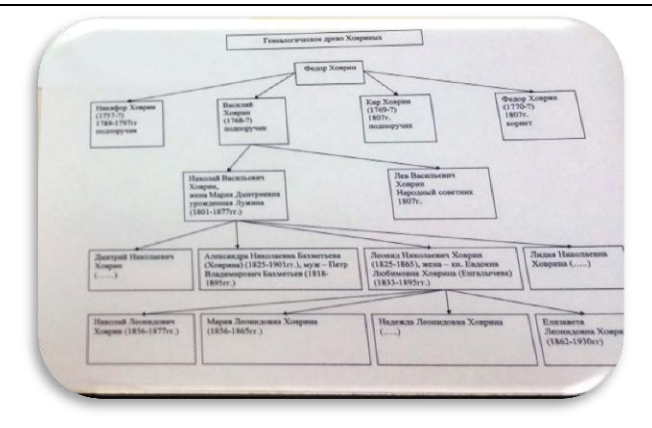 Генеалогическое древо Ховриных
Федор Ховрин
Никифор Ховрин
(1757-?)
1789-1797гг
подпоручик
Василий
Ховрин
(1768-?)
подпоручик
Кир Ховрин
(1769-?)
1807г.
подпоручик
Федор Ховрин
(1770-?)
1807г.
корнет
Николай Васильевич
Ховрин,
жена Мария Дмитриевна
урожденная Лужина
(1801-1877гг.)
Лев Васильевич
Ховрин
Народный советник
1807г.
Дмитрий Николаевич
Ховрин
(......)
Александра Николаевна Бахметьева
(Ховрина) (1825-1901гг.), муж – Петр
Владимирович Бахметьев (1818-
1895гг.)
Леонид Николаевич Ховрин
(1825-1865), жена – кн. Евдокия
Любимовна Ховрина (Енгалычева)
(1833-1895гг.)
Лидия Николаевна
Ховрина (.....)
Николай Леонидович
Ховрин (1856-1877гг.)
Мария Леонидовна Ховрина
(1856-1865гг.)
Надежда Леонидовна Ховрина
(.....)
Елизавета
Леонидовна Ховр
(1862-1930гг)